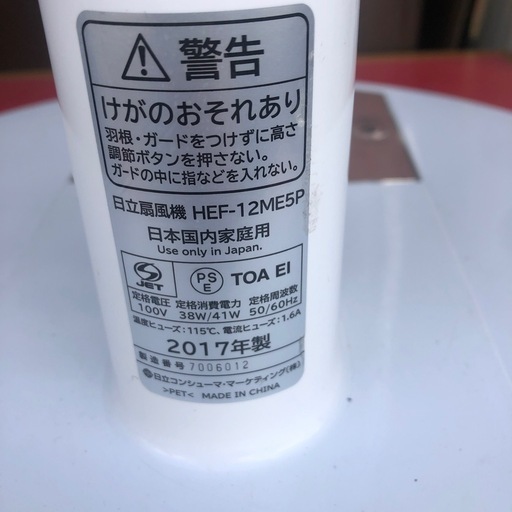 警告
けがのおそれあり
羽根・ガードをつけずに高さ
調節ボタンを押さない。
ガードの中に指などを入れない。
日立扇風機 HEF-12ME5P
日本国内家庭用
Use only in Japan.
S JET PS E TOA EI
定格電圧 定格消費電力 定格周波数
100V 38W/41W 50/60Hz
温度ヒューズ:115℃、電流ヒューズ:1.6A
2017年製
製造番号 7006012
日立コンシューマ・マーケティング(株)
>PET< MADE IN CHINA